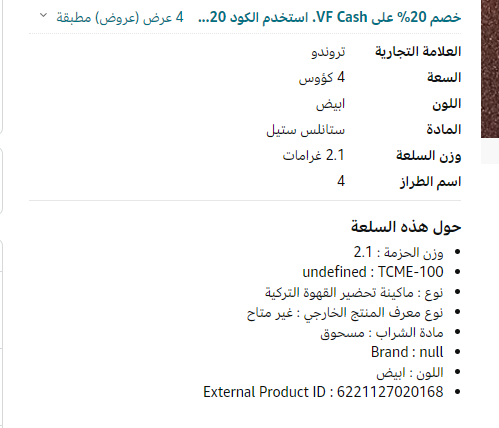 خصم 20% على VF Cash. استخدم الكود 20... 4 عرض (عروض) مطبقة
العلامة التجارية تروندو
السعة 4 كؤوس
اللون ابيض
المادة ستانلس ستيل
وزن السلعة 2.1 غرامات
اسم الطراز 4
حول هذه السلعة
وزن الحزمة : 2.1
undefined : TCME-100
نوع : ماكينة تحضير القهوة التركية
نوع معرف المنتج الخارجي : غير متاح
مادة الشراب : مسحوق
Brand : null
اللون : ابيض
External Product ID : 6221127020168